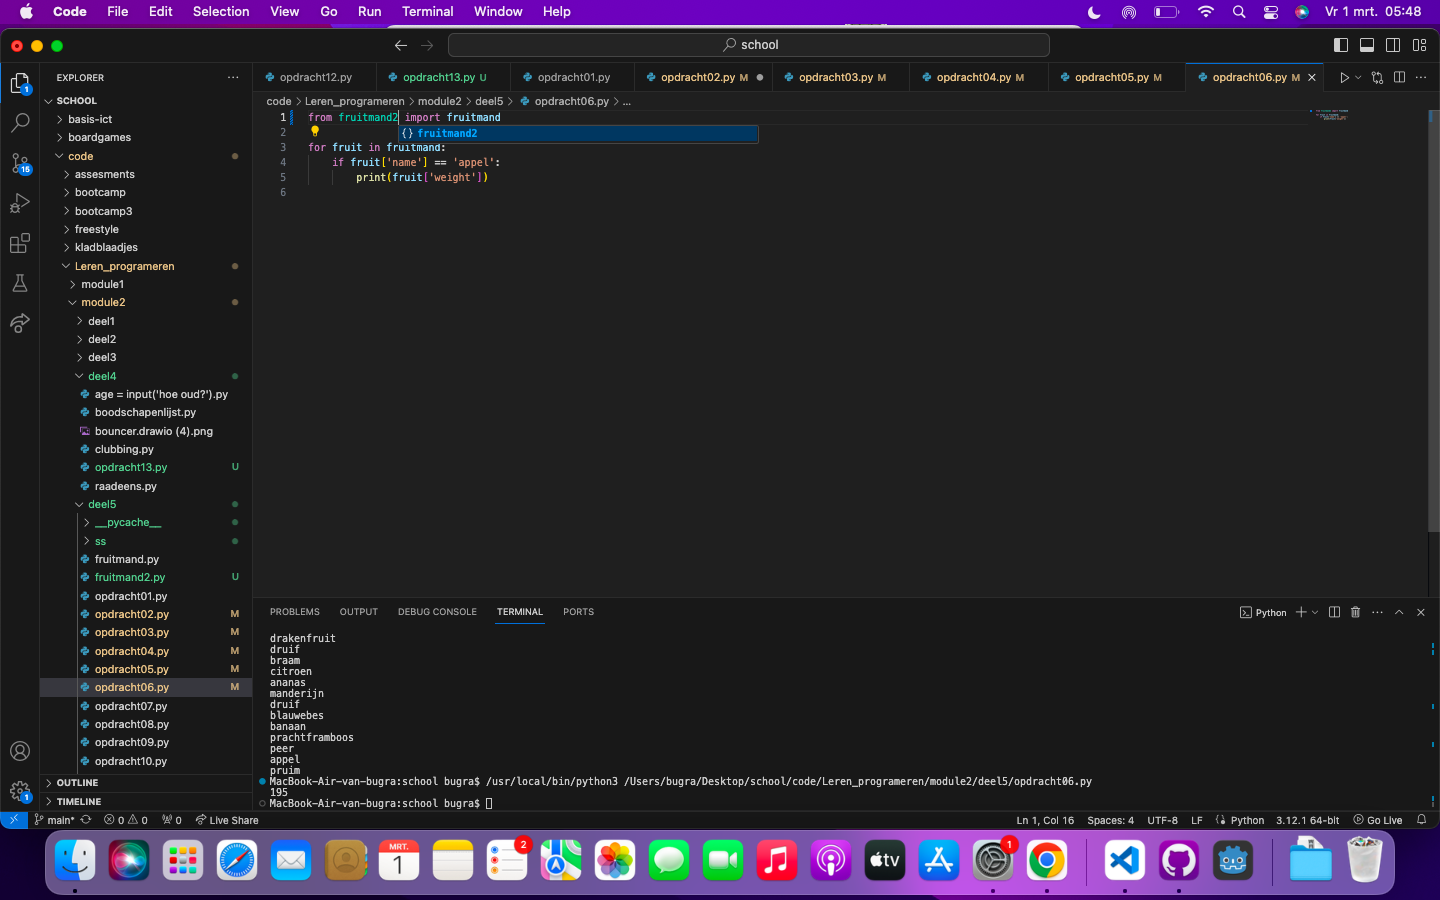 Code File Edit Selection View Go Run Terminal Window Help Vr 1 mrt. 05:48
school
EXPLORER
opdracht12.py opdracht13.py U opdracht01.py opdracht02.py M opdracht03.py M opdracht04.py M opdracht05.py M opdracht06.py M
code > Leren_programeren > module2 > deel5 > opdracht06.py > ...
SCHOOL
basis-ict
boardgames
code
assesments
bootcamp
bootcamp3
freestyle
kladblaadjes
Leren_programeren
module1
module2
deel1
deel2
deel3
deel4
age = input('hoe oud?').py
boodschapenlijst.py
bouncer.drawio (4).png
clubbing.py
opdracht13.py U
raadeens.py
deel5
__pycache__
ss
fruitmand.py
fruitmand2.py U
opdracht01.py
opdracht02.py M
opdracht03.py M
opdracht04.py M
opdracht05.py M
opdracht06.py M
opdracht07.py
opdracht08.py
opdracht09.py
opdracht10.py
OUTLINE
TIMELINE
1 from fruitmand2 import fruitmand
2
{} fruitmand2
3 for fruit in fruitmand:
4 if fruit['name'] == 'appel':
5 print(fruit['weight'])
6
PROBLEMS OUTPUT DEBUG CONSOLE TERMINAL PORTS Python
drakenfruit
druif
braam
citroen
ananas
manderijn
druif
blauwebes
banaan
prachtframboos
peer
appel
pruim
MacBook-Air-van-bugra:school bugra$ /usr/local/bin/python3 /Users/bugra/Desktop/school/code/Leren_programeren/module2/deel5/opdracht06.py
195
MacBook-Air-van-bugra:school bugra$
main* 0 0 0 Live Share Ln 1, Col 16 Spaces: 4 UTF-8 LF Python 3.12.1 64-bit Go Live
1
16
1
MRT.
1
2
tv
1